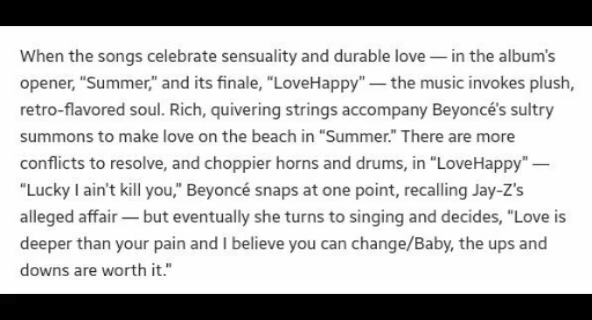 When the songs celebrate sensuality and durable love — in the album's
opener, “Summer,” and its finale, “LoveHappy” — the music invokes plush,
retro-flavored soul. Rich, quivering strings accompany Beyoncé's sultry
summons to make love on the beach in “Summer.” There are more
conflicts to resolve, and choppier horns and drums, in “LoveHappy” —
“Lucky I ain't kill you,” Beyoncé snaps at one point, recalling Jay-Z's
alleged affair — but eventually she turns to singing and decides, “Love is
deeper than your pain and I believe you can change/Baby, the ups and
downs are worth it.”